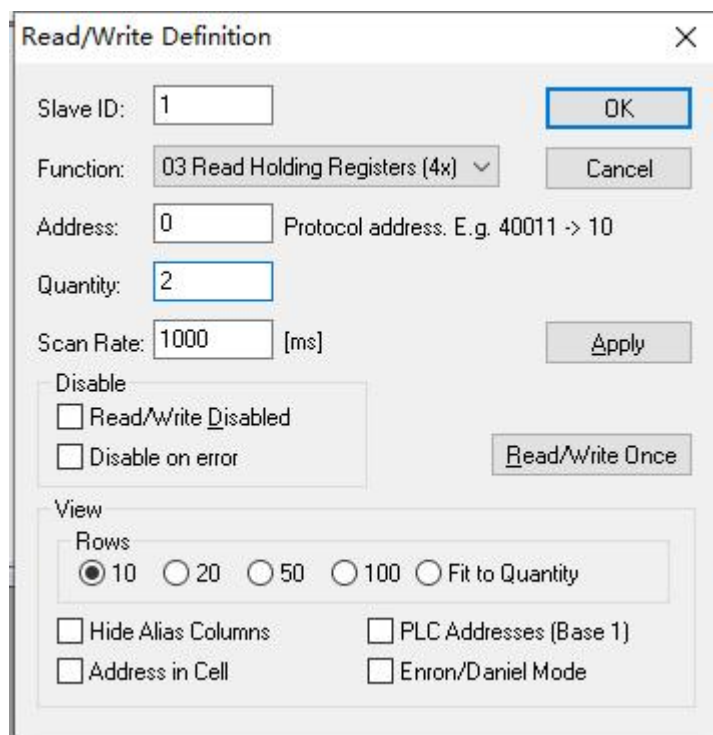 Read/Write Definition
Slave ID: 1 OK
Function: 03 Read Holding Registers (4x) Cancel
Address: 0 Protocol address. E.g. 40011 -> 10
Quantity: 2
Scan Rate: 1000 [ms] Apply
Disable
Read/Write Disabled
Disable on error
Read/Write Once
View
Rows
10 20 50 100 Fit to Quantity
Hide Alias Columns PLC Addresses (Base 1)
Address in Cell Enron/Daniel Mode